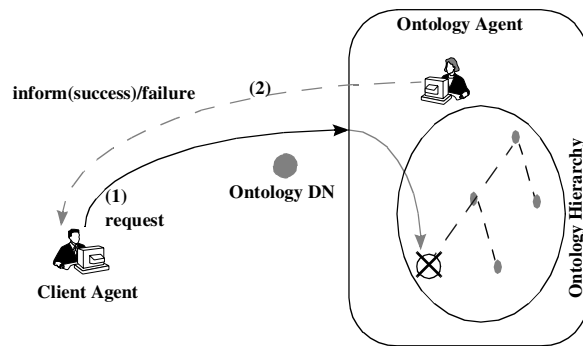 Ontology Agent
(2)
inform(success)/failure
(1)
request
Ontology DN
Client Agent
Ontology Hierarchy